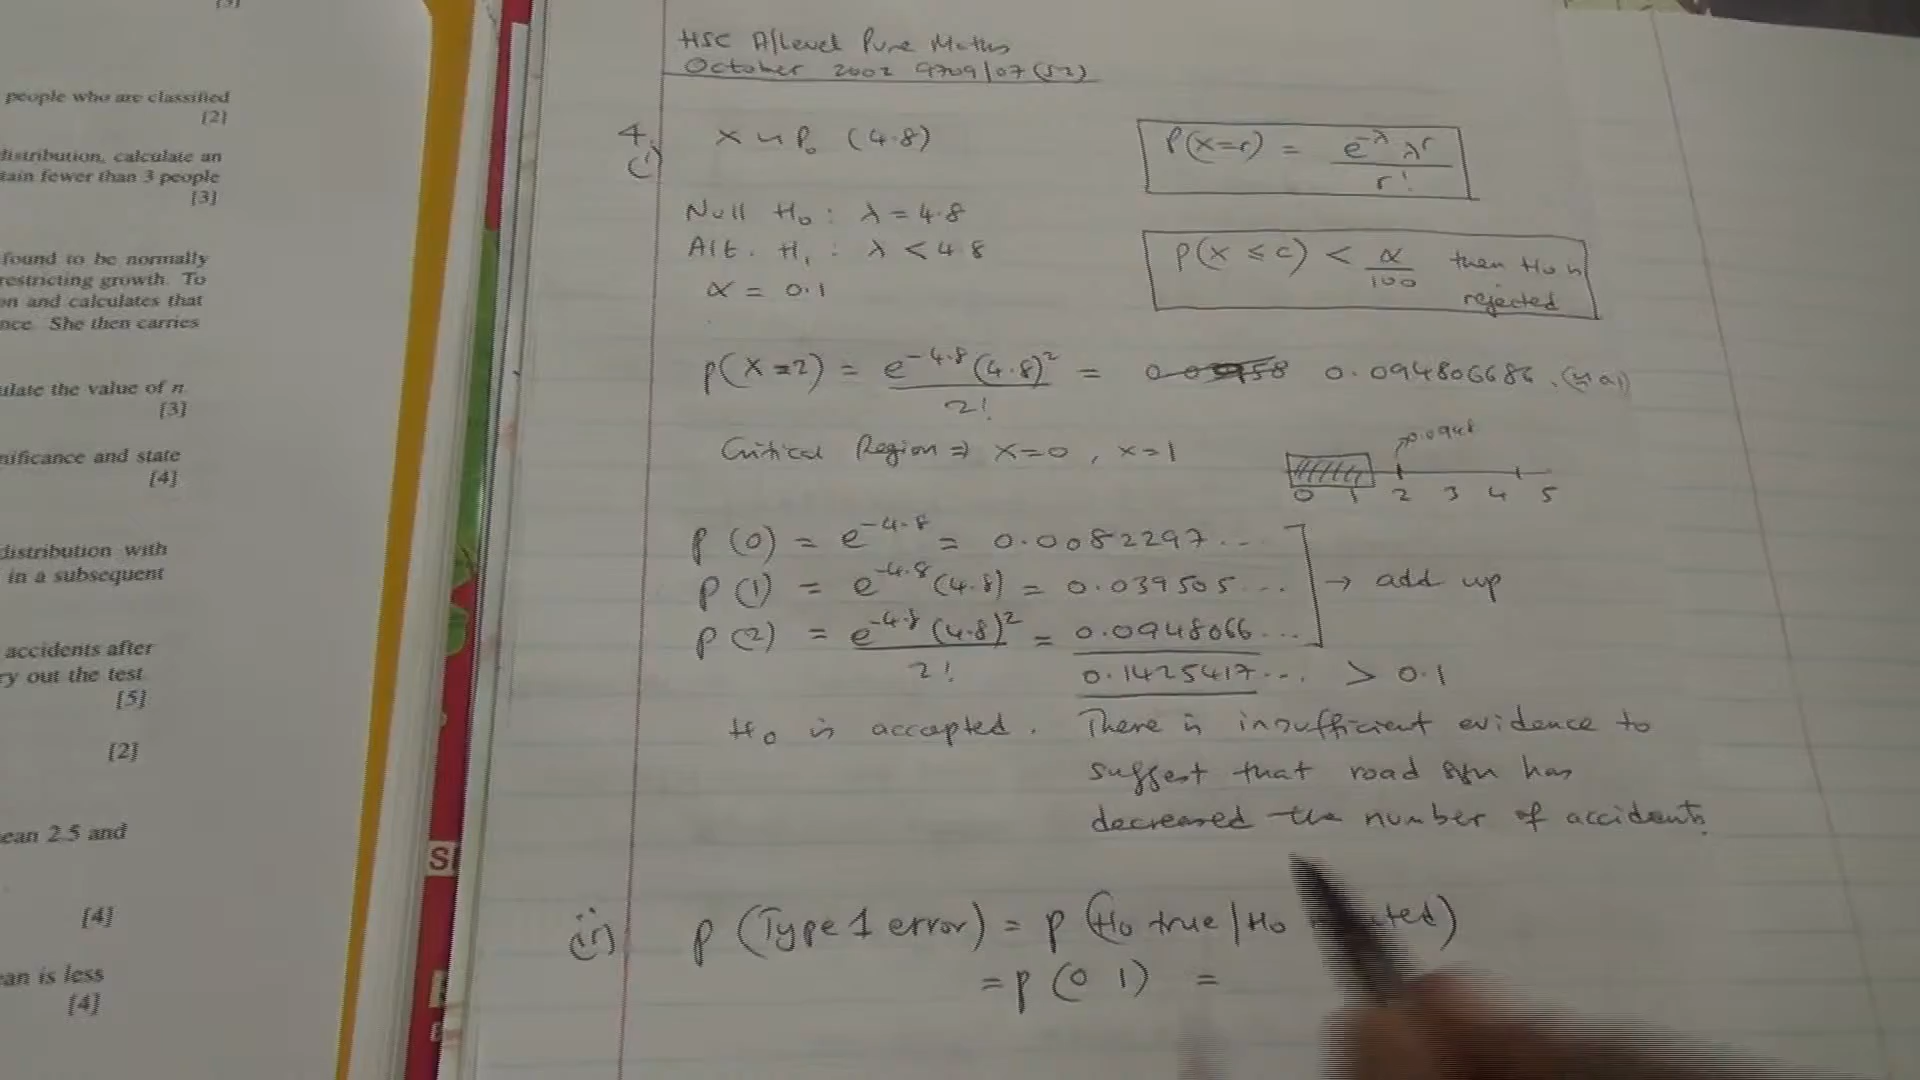 [3]
people who are classified
[2]
distribution, calculate an
tain fewer than 3 people
[3]
found to be normally
restricting growth. To
on and calculates that
nce. She then carries
ulate the value of n.
[3]
nificance and state
[4]
distribution with
in a subsequent
accidents after
ry out the test.
[5]
[2]
ean 2.5 and
[4]
an is less
[4]
HSC A/Level Pure Maths
October 2002 9709/07 (S2)
4. X ~ Po (4.8)
(i)
P(X=r) = e^-λ λ^r / r!
Null H0 : λ = 4.8
Alt. H1 : λ < 4.8
α = 0.1
P(X ≤ c) < α/100 then H0 is
rejected
P(X=2) = e^-4.8 (4.8)^2 / 2! = 0.094806686.
Critical Region ⇒ X=0, X=1
0.0948
0 1 2 3 4 5
P(0) = e^-4.8 = 0.0082297...
P(1) = e^-4.8 (4.8) = 0.039505... → add up
P(2) = e^-4.8 (4.8)^2 / 2! = 0.0948066...
0.1425417... > 0.1
H0 is accepted. There is insufficient evidence to
suggest that road sign has
decreased the number of accidents.
(ii) P(Type 1 error) = P(H0 true | H0
= P(0 1) =